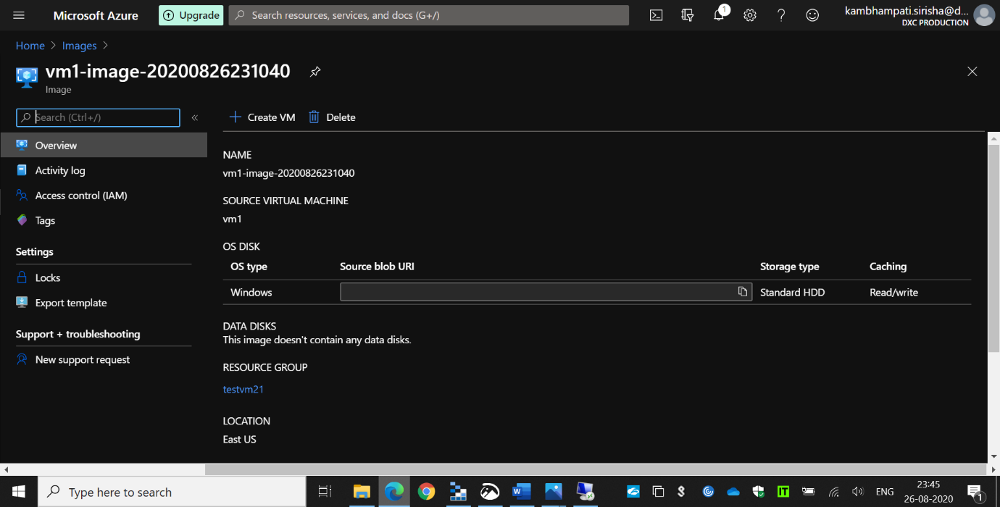 Microsoft Azure
Upgrade
Search resources, services, and docs (G+/)
1
kambhampati.sirisha@d...
DXC PRODUCTION
Home > Images >
vm1-image-20200826231040
Image
Search (Ctrl+/)
«
Create VM
Delete
Overview
Activity log
Access control (IAM)
Tags
Settings
Locks
Export template
Support + troubleshooting
New support request
NAME
vm1-image-20200826231040
SOURCE VIRTUAL MACHINE
vm1
OS DISK
OS type Source blob URI Storage type Caching
Windows Standard HDD Read/write
DATA DISKS
This image doesn't contain any data disks.
RESOURCE GROUP
testvm21
LOCATION
East US
Type here to search
W
IT
ENG
23:45
26-08-2020
1